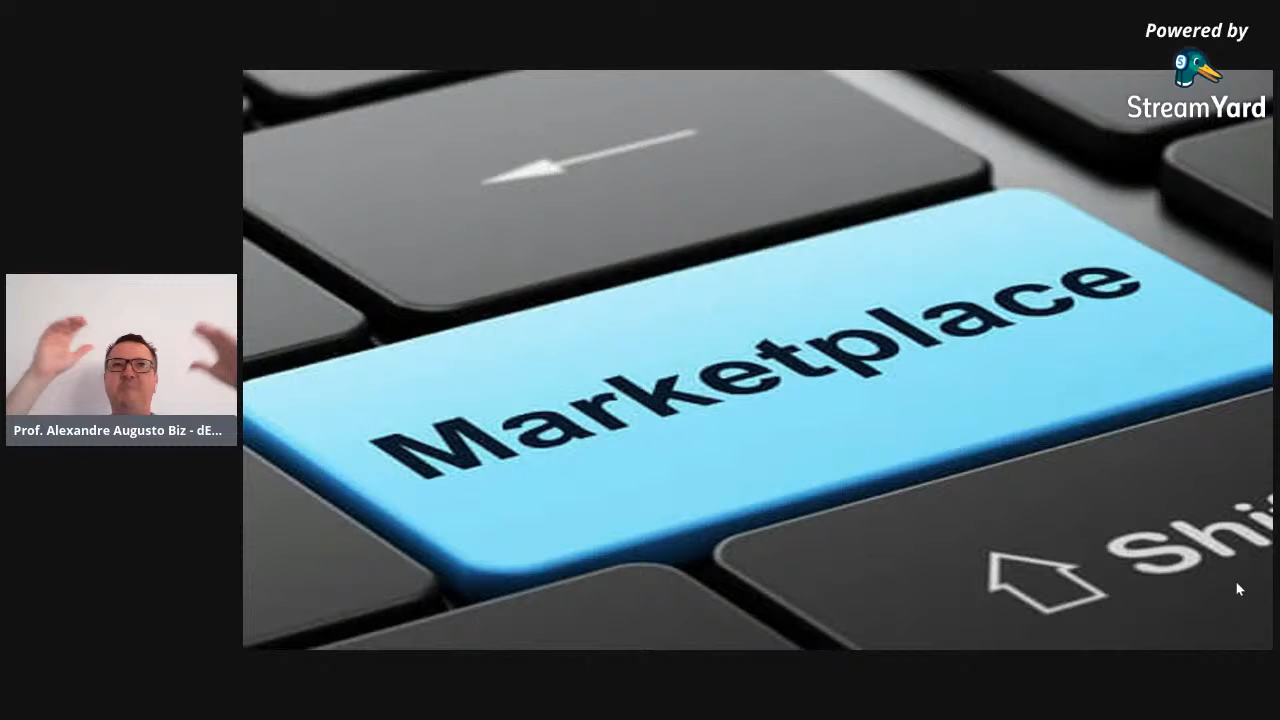 Powered by
StreamYard
Marketplace
Prof. Alexandre Augusto Biz - dE...